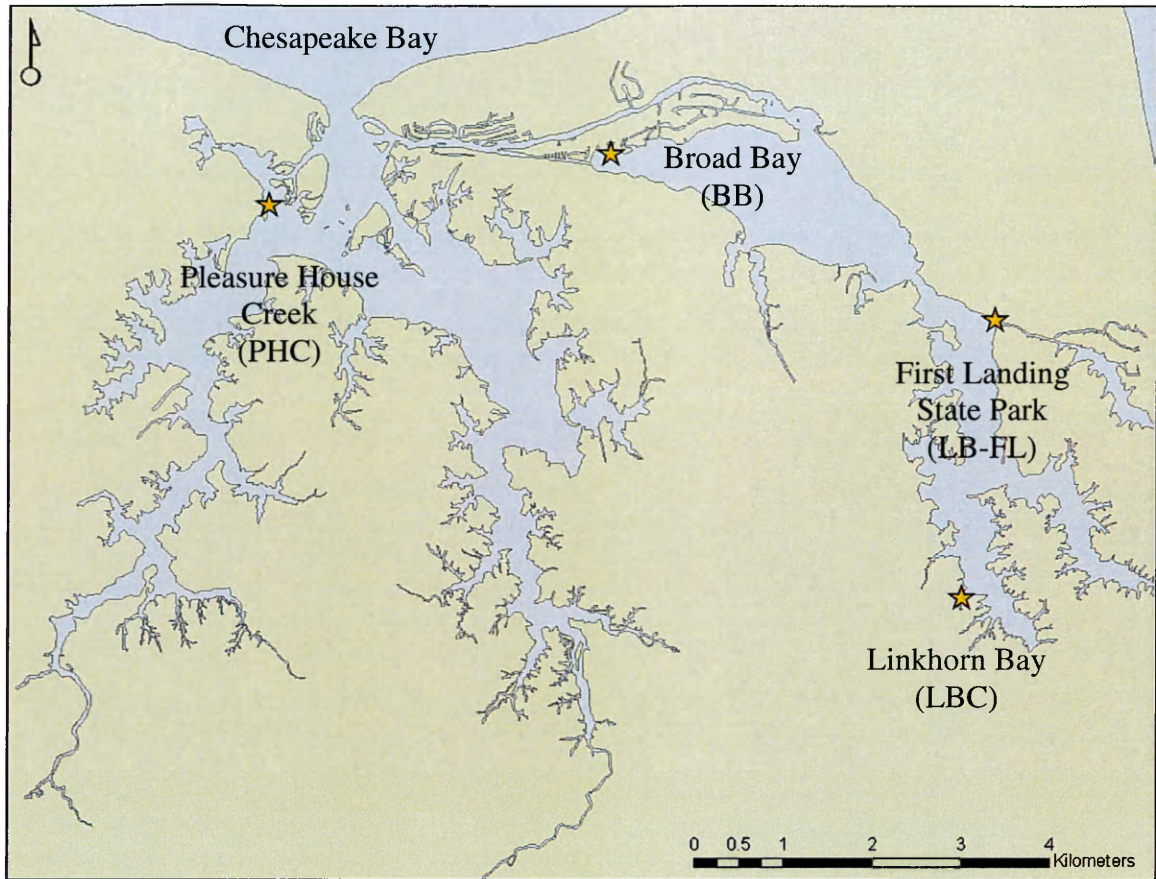 Chesapeake Bay
Broad Bay
(BB)
Pleasure House
Creek
(PHC)
First Landing
State Park
(LB-FL)
Linkhorn Bay
(LBC)
0 0.5 1 2 3 4
Kilometers